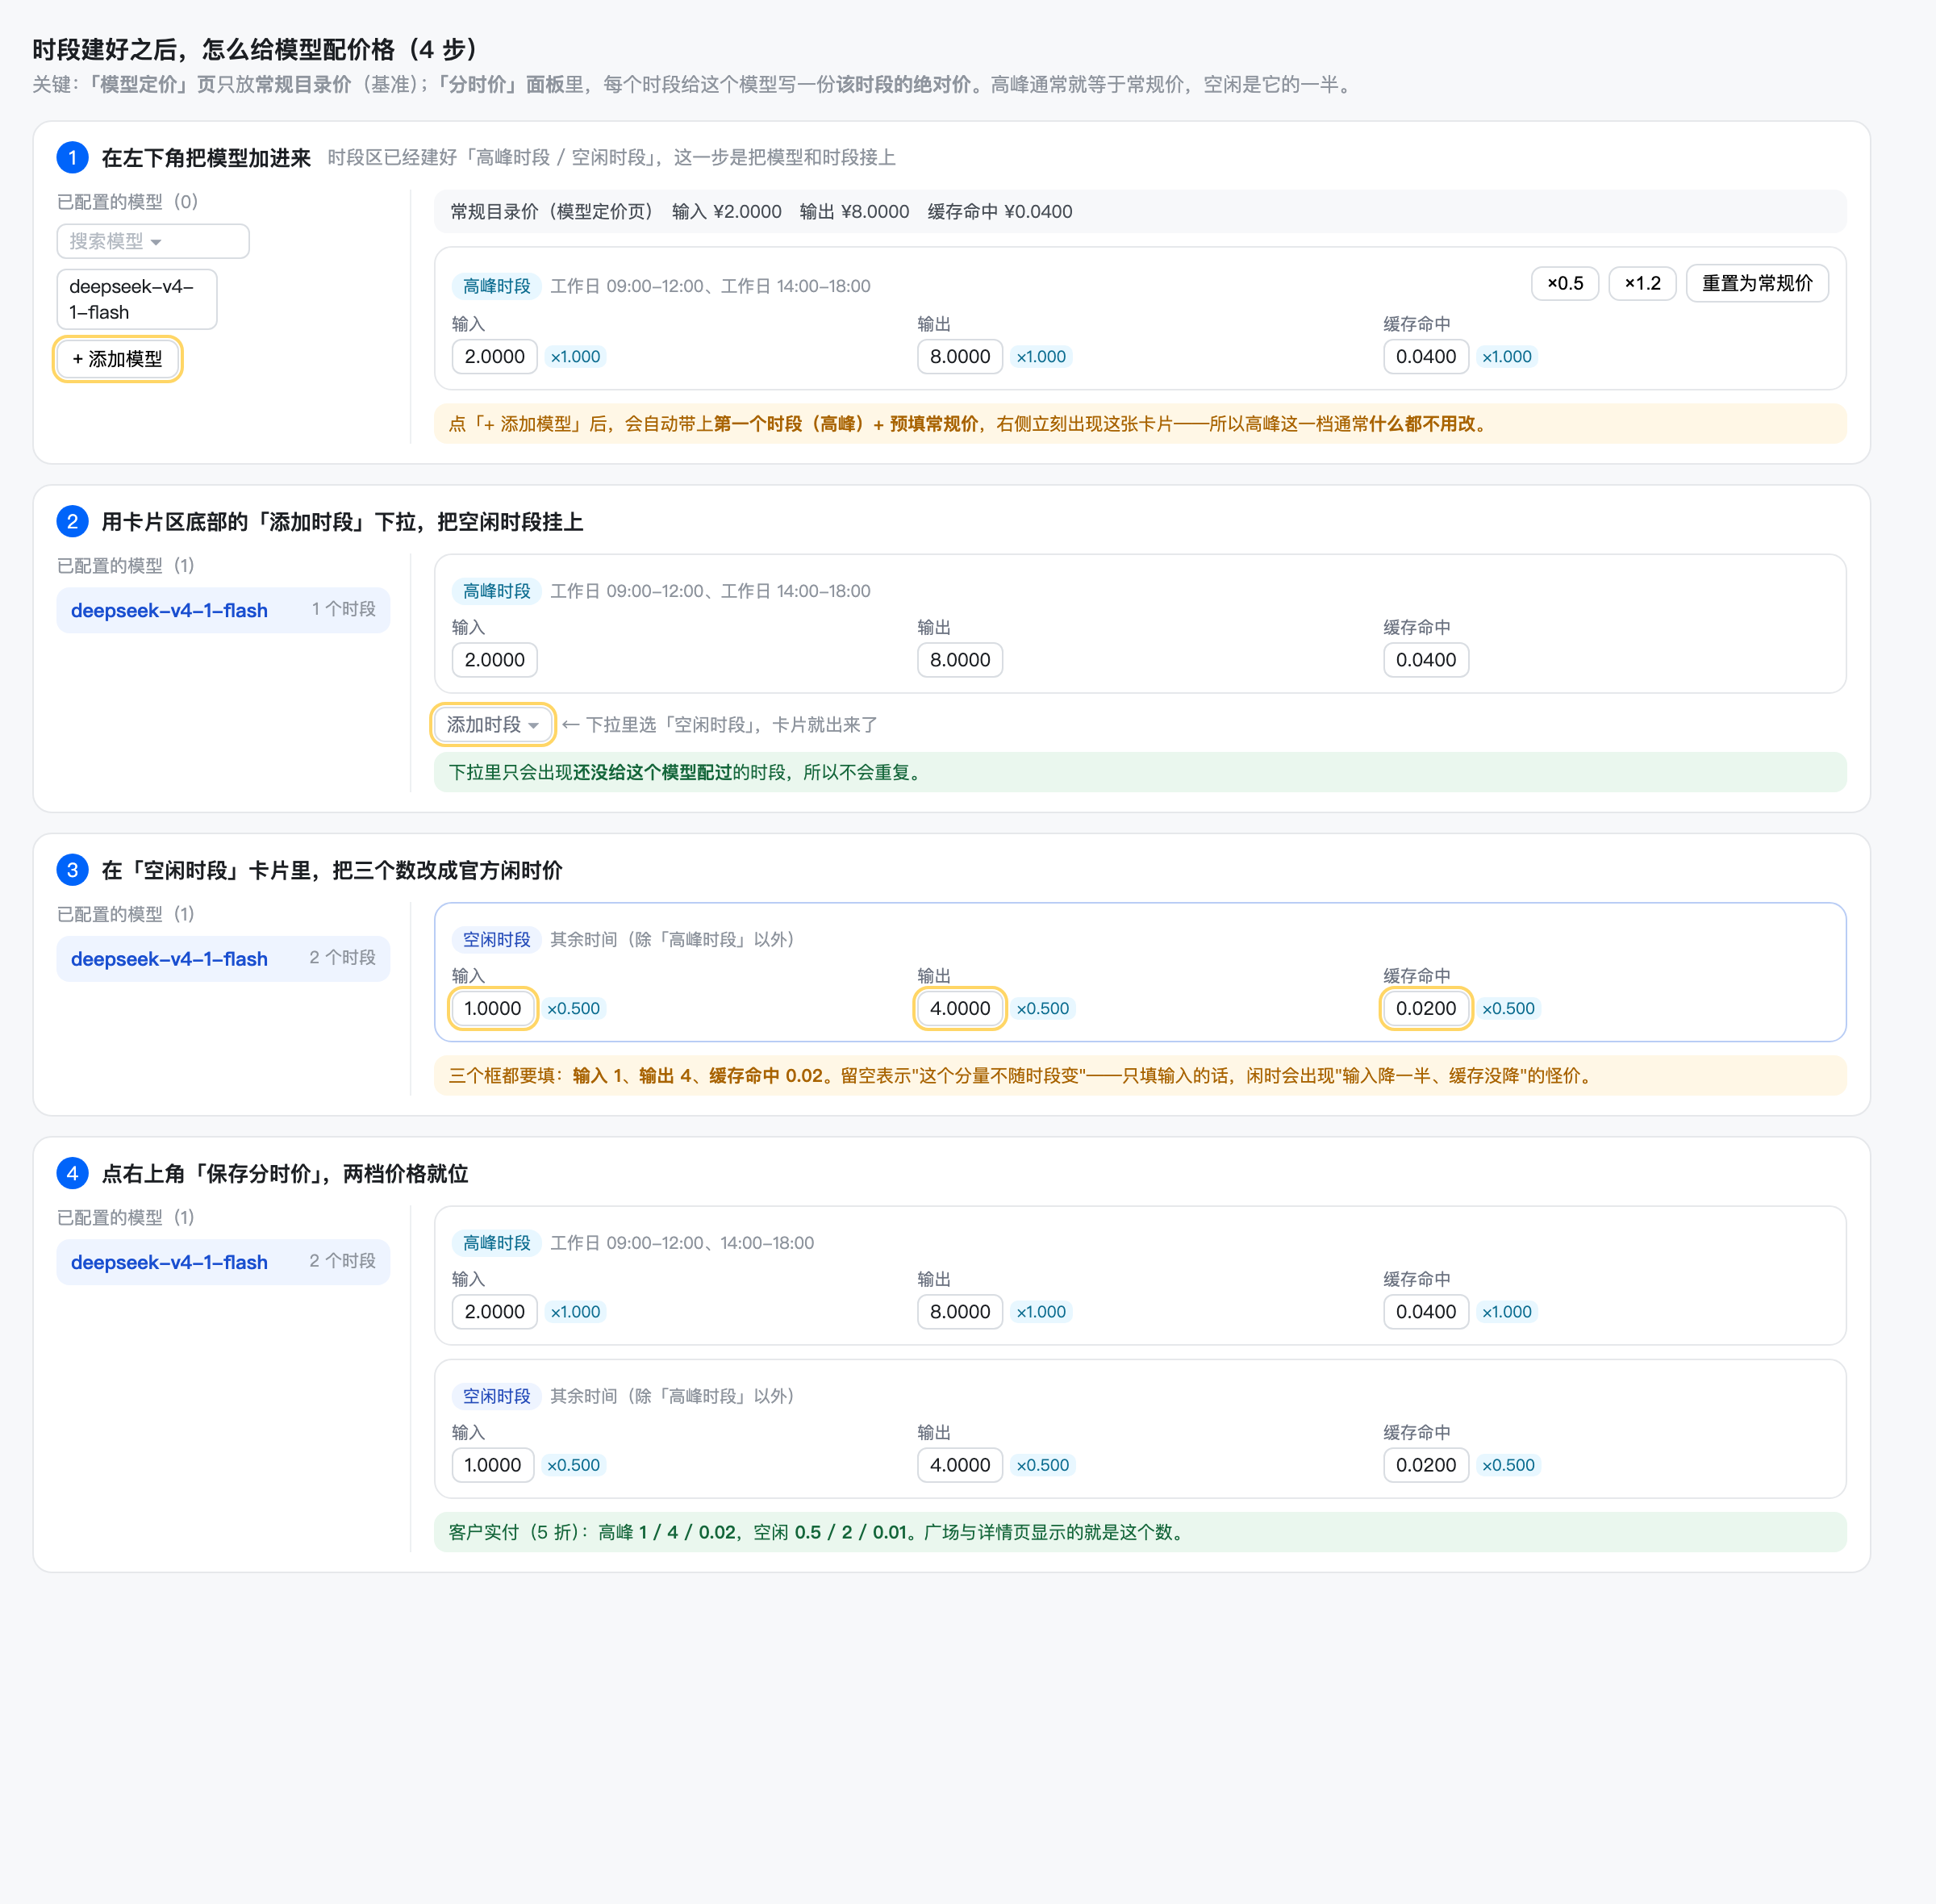 时段建好之后，怎么给模型配价格（4 步）
关键：「模型定价」页只放常规目录价（基准）；「分时价」面板里，每个时段给这个模型写一份该时段的绝对价。高峰通常就等于常规价，空闲是它的一半。
1 在左下角把模型加进来 时段区已经建好「高峰时段 / 空闲时段」，这一步是把模型和时段接上
已配置的模型（0）
搜索模型
deepseek-v4-
1-flash
+ 添加模型
常规目录价（模型定价页） 输入 ¥2.0000 输出 ¥8.0000 缓存命中 ¥0.0400
高峰时段 工作日 09:00–12:00、工作日 14:00–18:00 ×0.5 ×1.2 重置为常规价
输入 输出 缓存命中
2.0000 ×1.000 8.0000 ×1.000 0.0400 ×1.000
点「+ 添加模型」后，会自动带上第一个时段（高峰）+ 预填常规价，右侧立刻出现这张卡片——所以高峰这一档通常什么都不用改。
2 用卡片区底部的「添加时段」下拉，把空闲时段挂上
已配置的模型（1）
deepseek-v4-1-flash 1 个时段
高峰时段 工作日 09:00–12:00、工作日 14:00–18:00
输入 输出 缓存命中
2.0000 8.0000 0.0400
添加时段 ← 下拉里选「空闲时段」，卡片就出来了
下拉里只会出现还没给这个模型配过的时段，所以不会重复。
3 在「空闲时段」卡片里，把三个数改成官方闲时价
已配置的模型（1）
deepseek-v4-1-flash 2 个时段
空闲时段 其余时间（除「高峰时段」以外）
输入 输出 缓存命中
1.0000 ×0.500 4.0000 ×0.500 0.0200 ×0.500
三个框都要填：输入 1、输出 4、缓存命中 0.02。留空表示"这个分量不随时段变"——只填输入的话，闲时会出现"输入降一半、缓存没降"的怪价。
4 点右上角「保存分时价」，两档价格就位
已配置的模型（1）
deepseek-v4-1-flash 2 个时段
高峰时段 工作日 09:00–12:00、14:00–18:00
输入 输出 缓存命中
2.0000 ×1.000 8.0000 ×1.000 0.0400 ×1.000
空闲时段 其余时间（除「高峰时段」以外）
输入 输出 缓存命中
1.0000 ×0.500 4.0000 ×0.500 0.0200 ×0.500
客户实付（5 折）：高峰 1 / 4 / 0.02，空闲 0.5 / 2 / 0.01。广场与详情页显示的就是这个数。